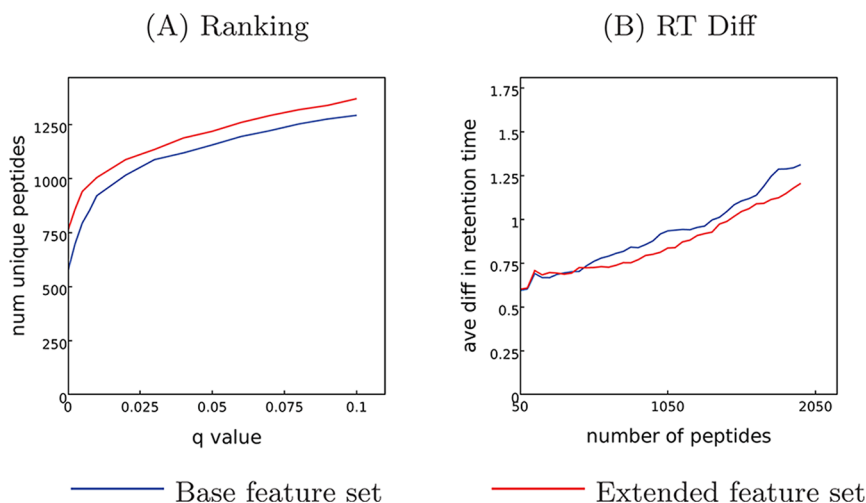 (A) Ranking
(B) RT Diff
1250
1000
750
500
250
0
0 0.025 0.05 0.075 0.1
num unique peptides
q value
1.75
1.5
1.25
1
0.75
0.5
0.25
0
50 1050 2050
ave diff in retention time
number of peptides
Base feature set
Extended feature set